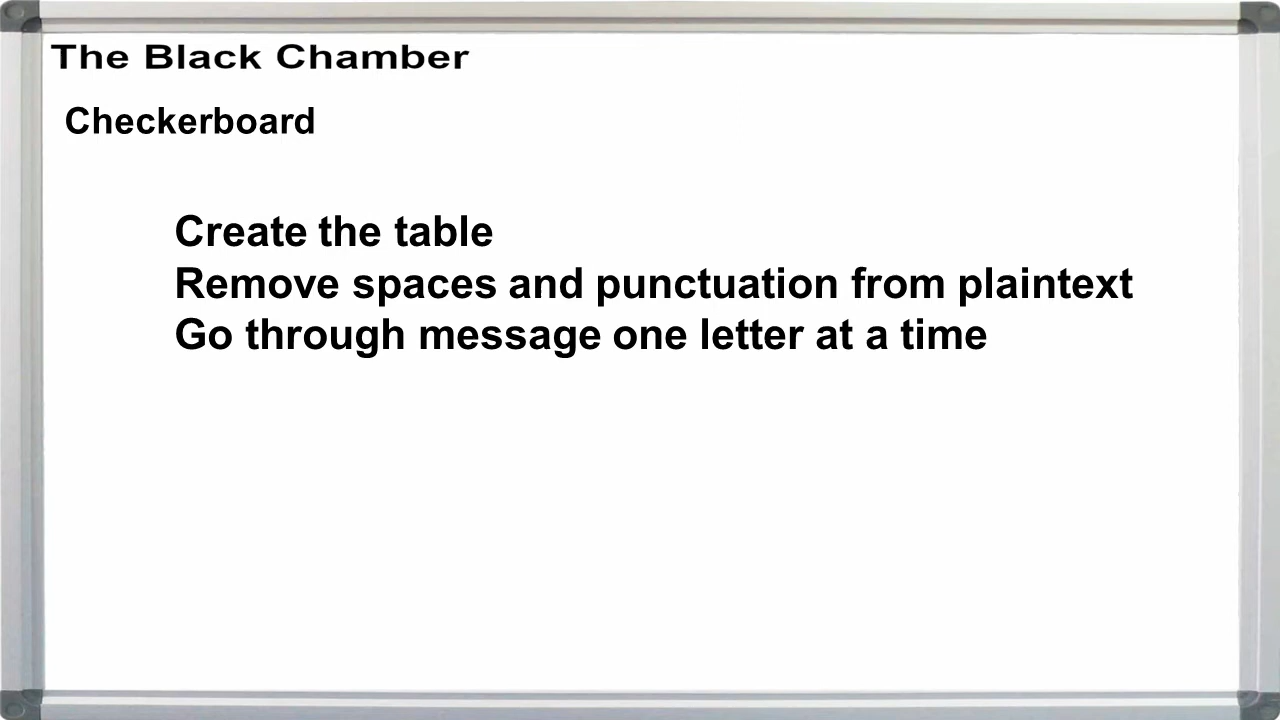 The Black Chamber
Checkerboard
Create the table
Remove spaces and punctuation from plaintext
Go through message one letter at a time